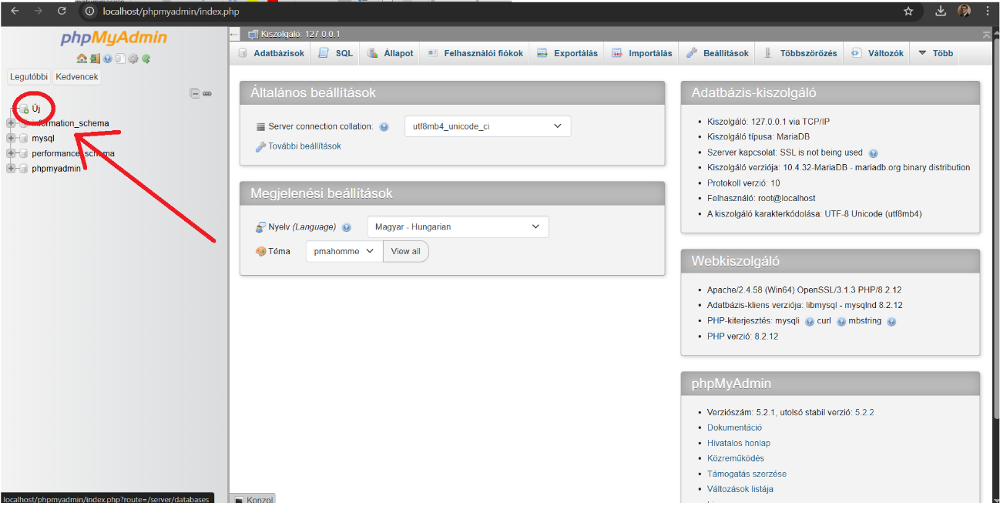 localhost/phpmyadmin/index.php
phpMyAdmin
Legutóbbi Kedvencek
Új
information_schema
mysql
performance_schema
phpmyadmin
localhost/phpmyadmin/index.php?route=/server/databases
Kiszolgáló: 127.0.0.1
Adatbázisok SQL Állapot Felhasználói fiókok Exportálás Importálás Beállítások Többszörözés Változók Több
Általános beállítások
Server connection collation: utf8mb4_unicode_ci
További beállítások
Megjelenési beállítások
Nyelv (Language) Magyar - Hungarian
Téma pmahomme View all
Adatbázis-kiszolgáló
• Kiszolgáló: 127.0.0.1 via TCP/IP
• Kiszolgáló típusa: MariaDB
• Szerver kapcsolat: SSL is not being used
• Kiszolgáló verziója: 10.4.32-MariaDB - mariadb.org binary distribution
• Protokoll verzió: 10
• Felhasználó: root@localhost
• A kiszolgáló karakterkódolása: UTF-8 Unicode (utf8mb4)
Webkiszolgáló
• Apache/2.4.58 (Win64) OpenSSL/3.1.3 PHP/8.2.12
• Adatbázis-kliens verziója: libmysql - mysqlnd 8.2.12
• PHP-kiterjesztés: mysqli curl mbstring
• PHP verzió: 8.2.12
phpMyAdmin
• Verziószám: 5.2.1, utolsó stabil verzió: 5.2.2
• Dokumentáció
• Hivatalos honlap
• Közreműködés
• Támogatás szerzése
• Változások listája
Konzol